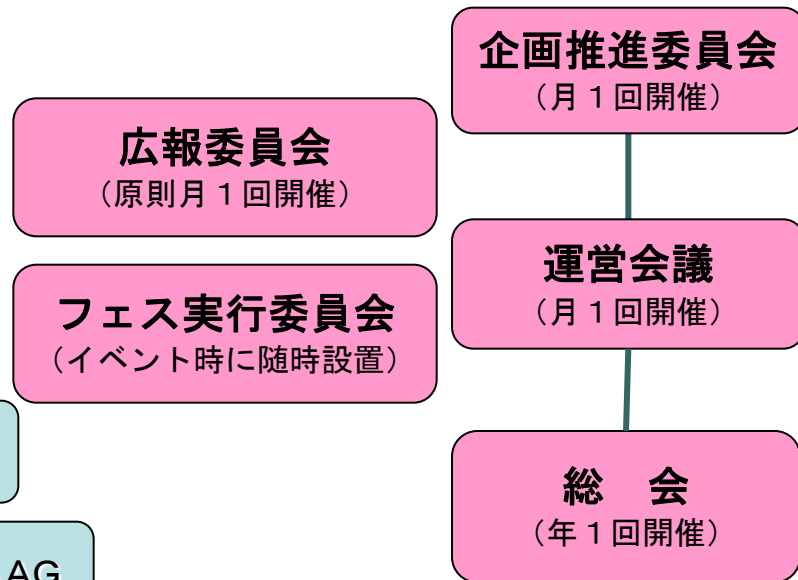 企画推進委員会
（月１回開催）
広報委員会
（原則月１回開催）
運営会議
（月１回開催）
フェス実行委員会
（イベント時に随時設置）
総　会
（年１回開催）
AG